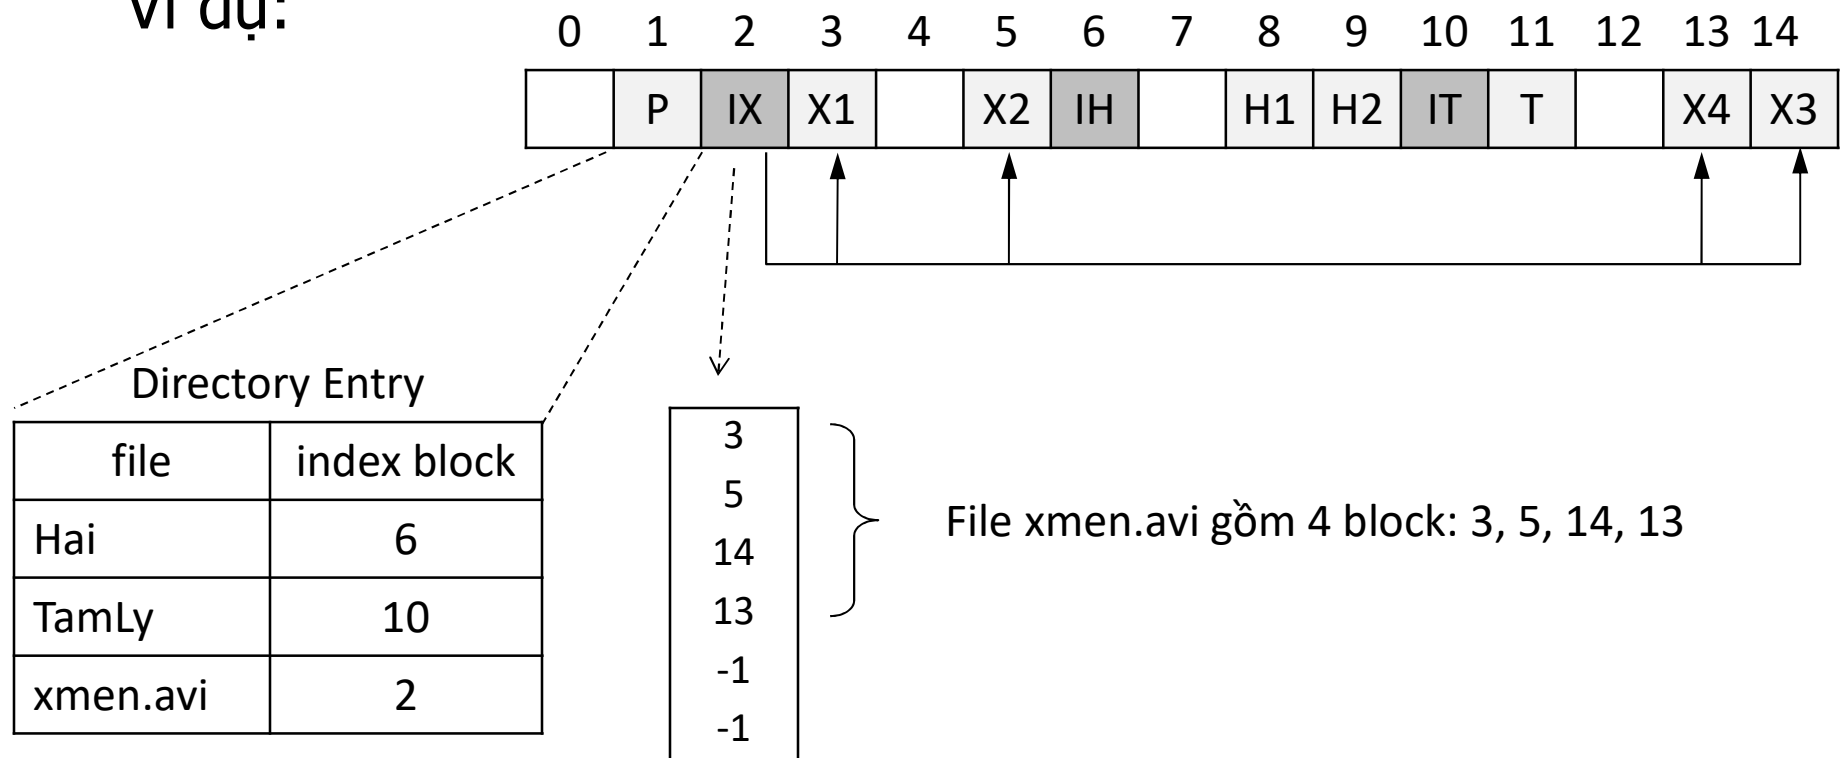 Ví dụ:
0 1 2 3 4 5 6 7 8 9 10 11 12 13 14
P IX X1 X2 IH H1 H2 IT T X4 X3
Directory Entry
file index block
Hai 6
TamLy 10
xmen.avi 2
3
5
14
13
-1
-1
File xmen.avi gồm 4 block: 3, 5, 14, 13